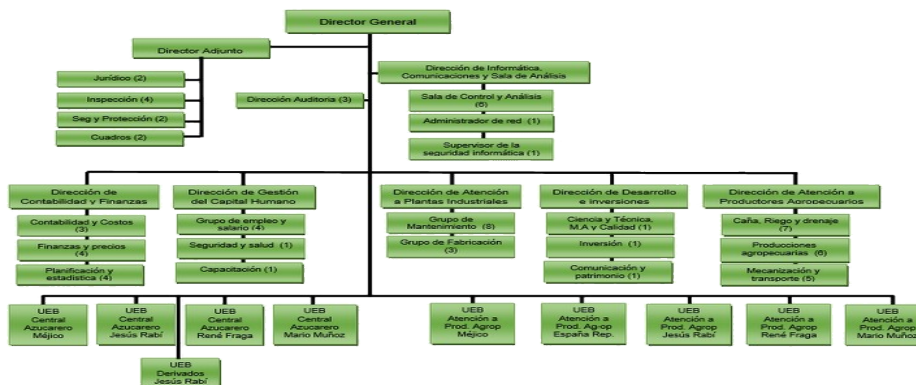 Director General
Director Adjunto
Jurídico (2)
Inspección (4)
Seg y Protección (2)
Cuadros (2)
Dirección Auditoria (3)
Dirección de Informática,
Comunicaciones y Sala de Análisis
Sala de Control y Análisis
(6)
Administrador de red (1)
Supervisor de la
seguridad informática (1)
Dirección de
Contabilidad y Finanzas
Contabilidad y Costos
(3)
Finanzas y precios
(4)
Planificación y
estadística (4)
Dirección de Gestión
del Capital Humano
Grupo de empleo y
salario (4)
Seguridad y salud (1)
Capacitación (1)
Dirección de Atención
a Plantas Industriales
Grupo de
Mantenimiento (8)
Grupo de Fabricación
(3)
Dirección de Desarrollo
e inversiones
Ciencia y Técnica,
M.A y Calidad (1)
Inversión (1)
Comunicación y
patrimonio (1)
Dirección de Atención a
Productores Agropecuarios
Caña, Riego y drenaje
(7)
Producciones
agropecuarias (6)
Mecanización y
transporte (5)
UEB
Central
Azucarero
Méjico
UEB
Central
Azucarero
Jesús Rabí
UEB
Central
Azucarero
René Fraga
UEB
Central
Azucarero
Mario Muñoz
UEB
Atención a
Prod. Agrop
Méjico
UEB
Atención a
Prod. Ag-op
España Rep.
UEB
Atención a
Prod. Agrop
Jesús Rabí
UEB
Atención a
Prod. Agrop
René Fraga
UEB
Atención a
Prod. Agrop
Mario Muñoz
UEB
Derivados
Jesús Rabí